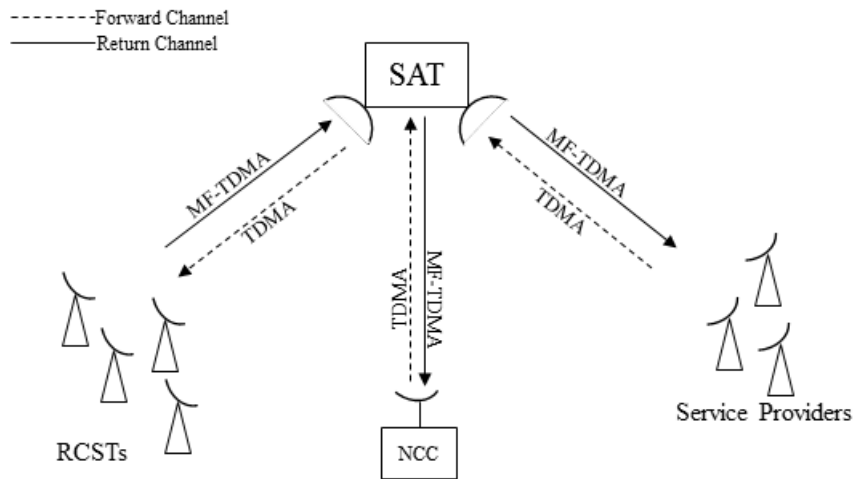 Forward Channel
Return Channel
SAT
MF-TDMA
TDMA
MF-TDMA
TDMA
TDMA
MF-TDMA
RCSTs
NCC
Service Providers